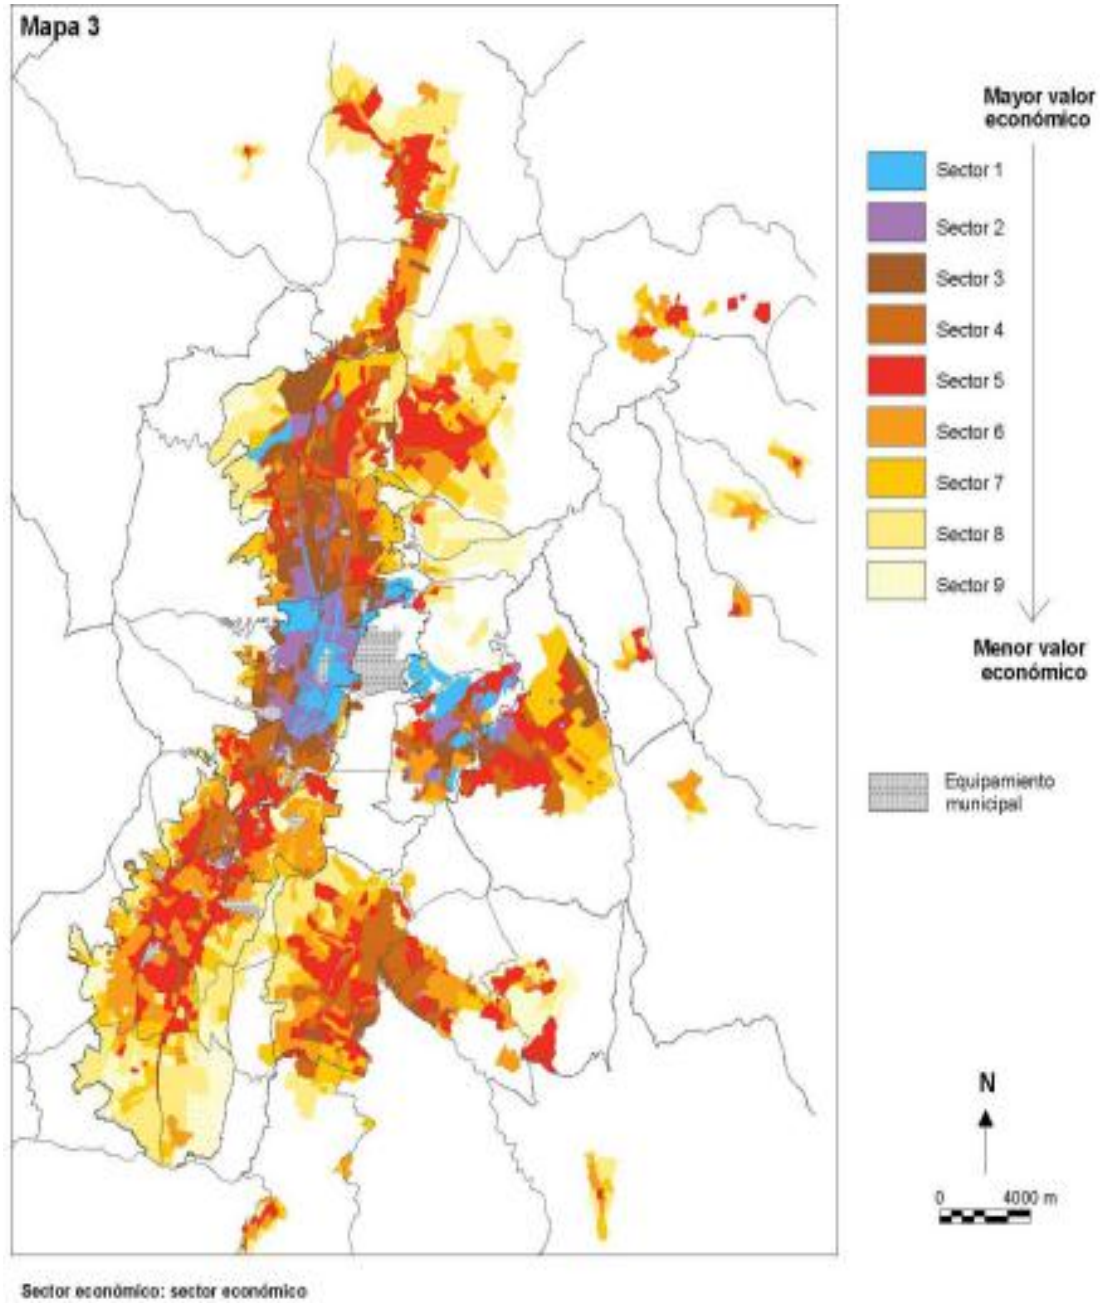 Mapa 3
Mayor valor
económico
Sector 1
Sector 2
Sector 3
Sector 4
Sector 5
Sector 6
Sector 7
Sector 8
Sector 9
Menor valor
económico
Equipamiento
municipal
N
0 4000 m
Sector económico: sector económico